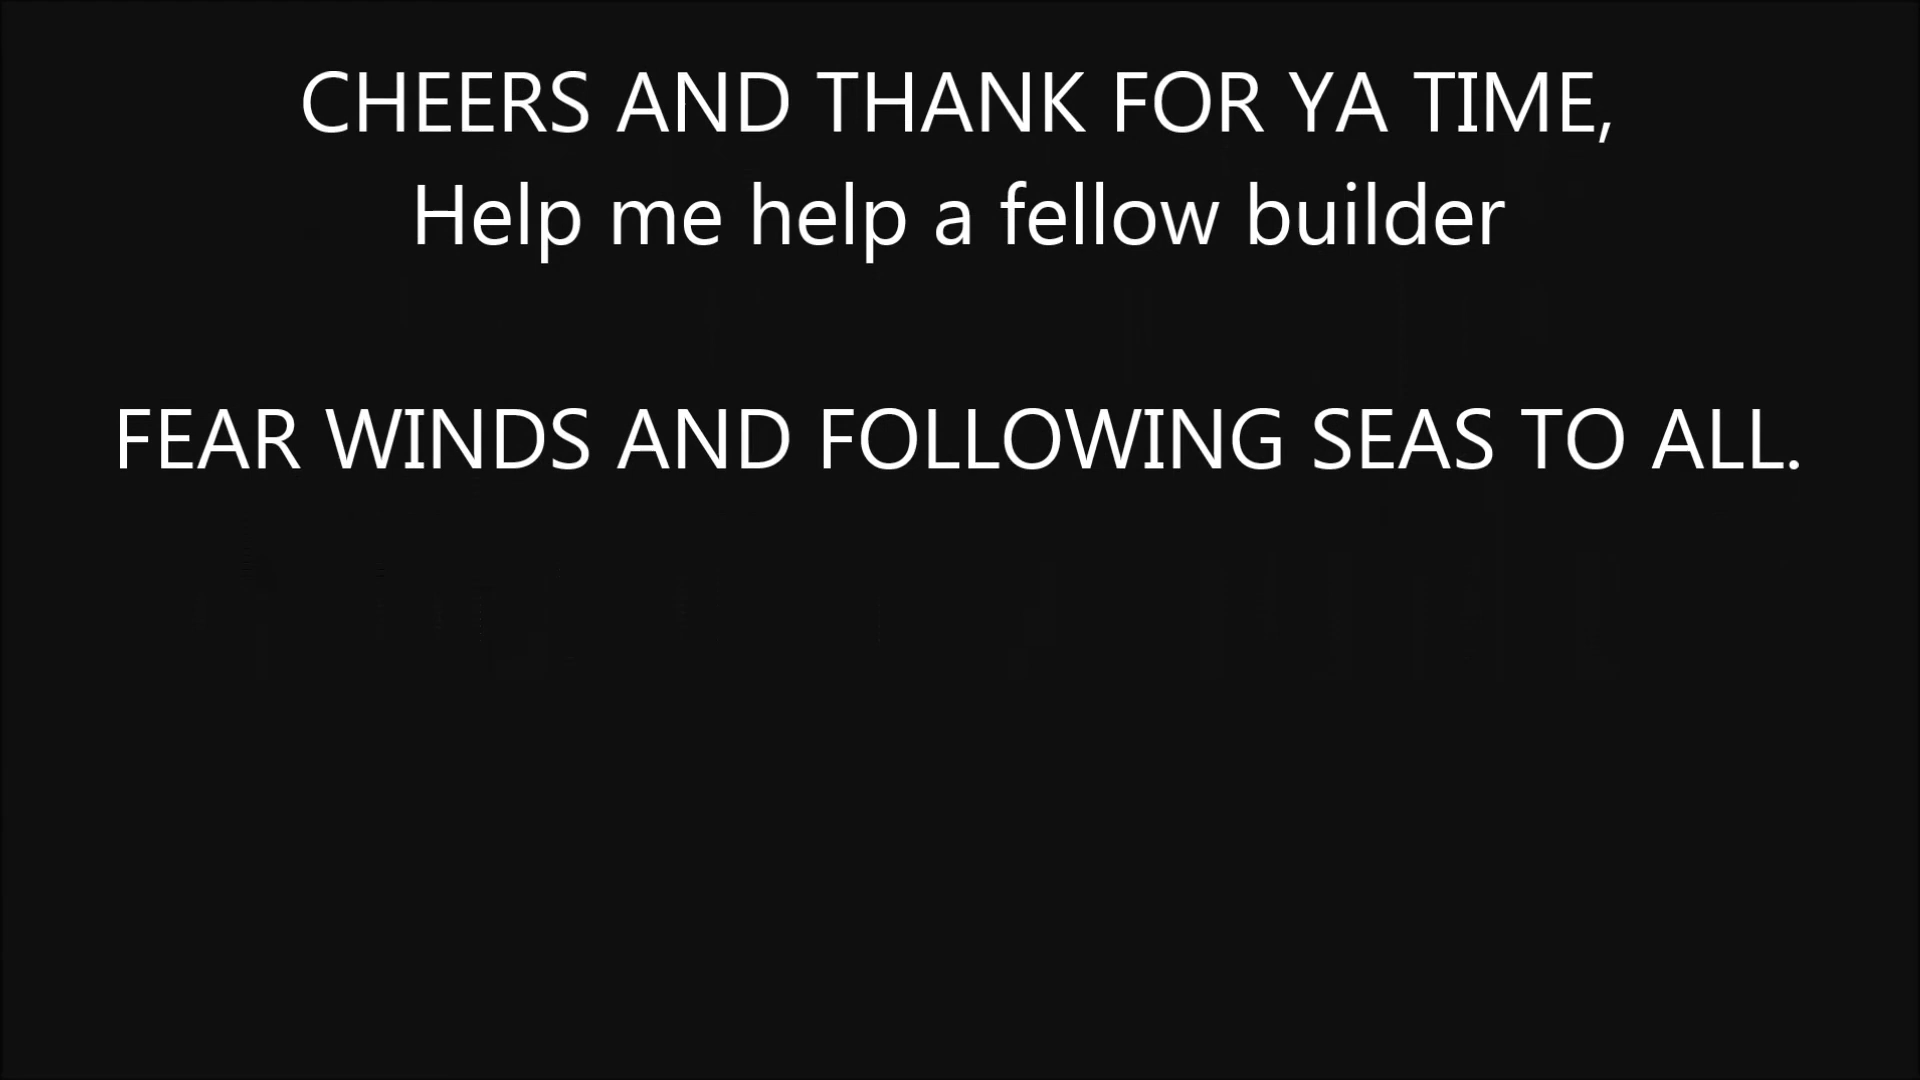 CHEERS AND THANK FOR YA TIME,
Help me help a fellow builder
FEAR WINDS AND FOLLOWING SEAS TO ALL.